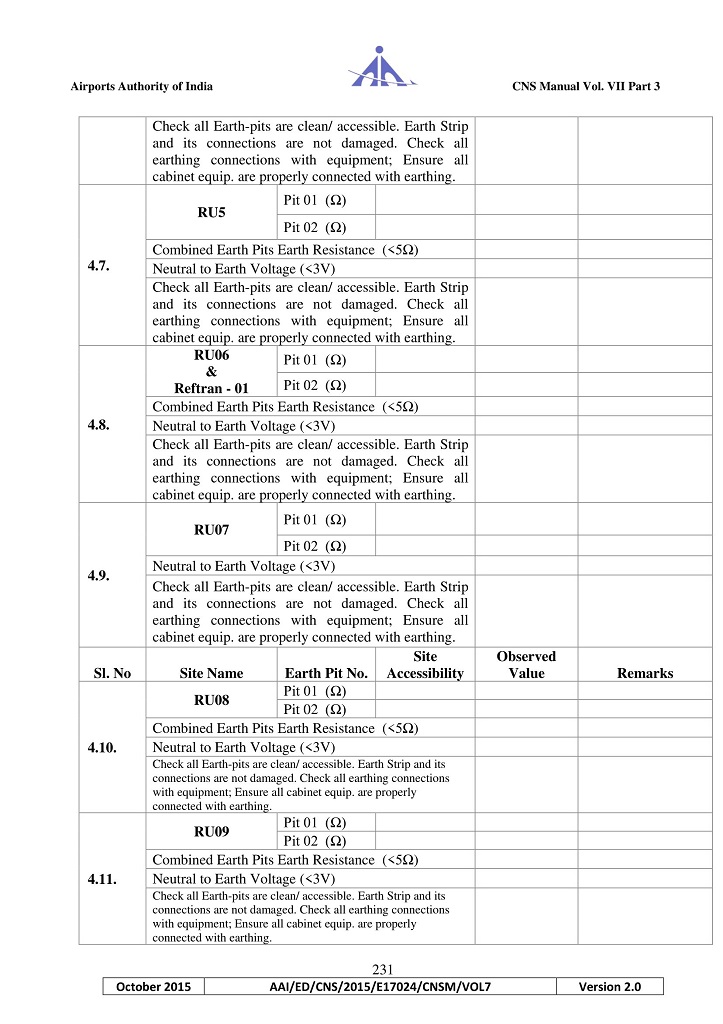 Airports Authority of India CNS Manual Vol. VII Part 3
Check all Earth-pits are clean/ accessible. Earth Strip
and its connections are not damaged. Check all
earthing connections with equipment; Ensure all
cabinet equip. are properly connected with earthing.
4.7.
RU5
Pit 01 (Ω)
Pit 02 (Ω)
Combined Earth Pits Earth Resistance (<5Ω)
Neutral to Earth Voltage (<3V)
Check all Earth-pits are clean/ accessible. Earth Strip
and its connections are not damaged. Check all
earthing connections with equipment; Ensure all
cabinet equip. are properly connected with earthing.
4.8.
RU06
&
Reftran - 01
Pit 01 (Ω)
Pit 02 (Ω)
Combined Earth Pits Earth Resistance (<5Ω)
Neutral to Earth Voltage (<3V)
Check all Earth-pits are clean/ accessible. Earth Strip
and its connections are not damaged. Check all
earthing connections with equipment; Ensure all
cabinet equip. are properly connected with earthing.
4.9.
RU07
Pit 01 (Ω)
Pit 02 (Ω)
Neutral to Earth Voltage (<3V)
Check all Earth-pits are clean/ accessible. Earth Strip
and its connections are not damaged. Check all
earthing connections with equipment; Ensure all
cabinet equip. are properly connected with earthing.
Sl. No
Site Name
Earth Pit No.
Site
Accessibility
Observed
Value
Remarks
4.10.
RU08
Pit 01 (Ω)
Pit 02 (Ω)
Combined Earth Pits Earth Resistance (<5Ω)
Neutral to Earth Voltage (<3V)
Check all Earth-pits are clean/ accessible. Earth Strip and its
connections are not damaged. Check all earthing connections
with equipment; Ensure all cabinet equip. are properly
connected with earthing.
4.11.
RU09
Pit 01 (Ω)
Pit 02 (Ω)
Combined Earth Pits Earth Resistance (<5Ω)
Neutral to Earth Voltage (<3V)
Check all Earth-pits are clean/ accessible. Earth Strip and its
connections are not damaged. Check all earthing connections
with equipment; Ensure all cabinet equip. are properly
connected with earthing.
231
October 2015 AAI/ED/CNS/2015/E17024/CNSM/VOL7 Version 2.0